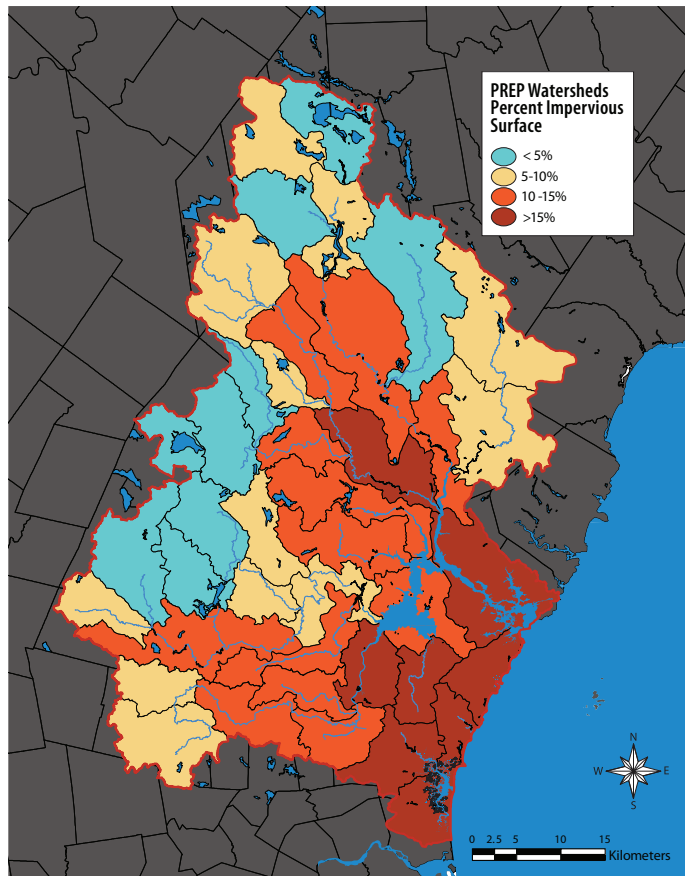 PREP Watersheds
Percent Impervious
Surface
< 5%
5-10%
10 -15%
>15%
N
W E
S
0 2.5 5 10 15
Kilometers